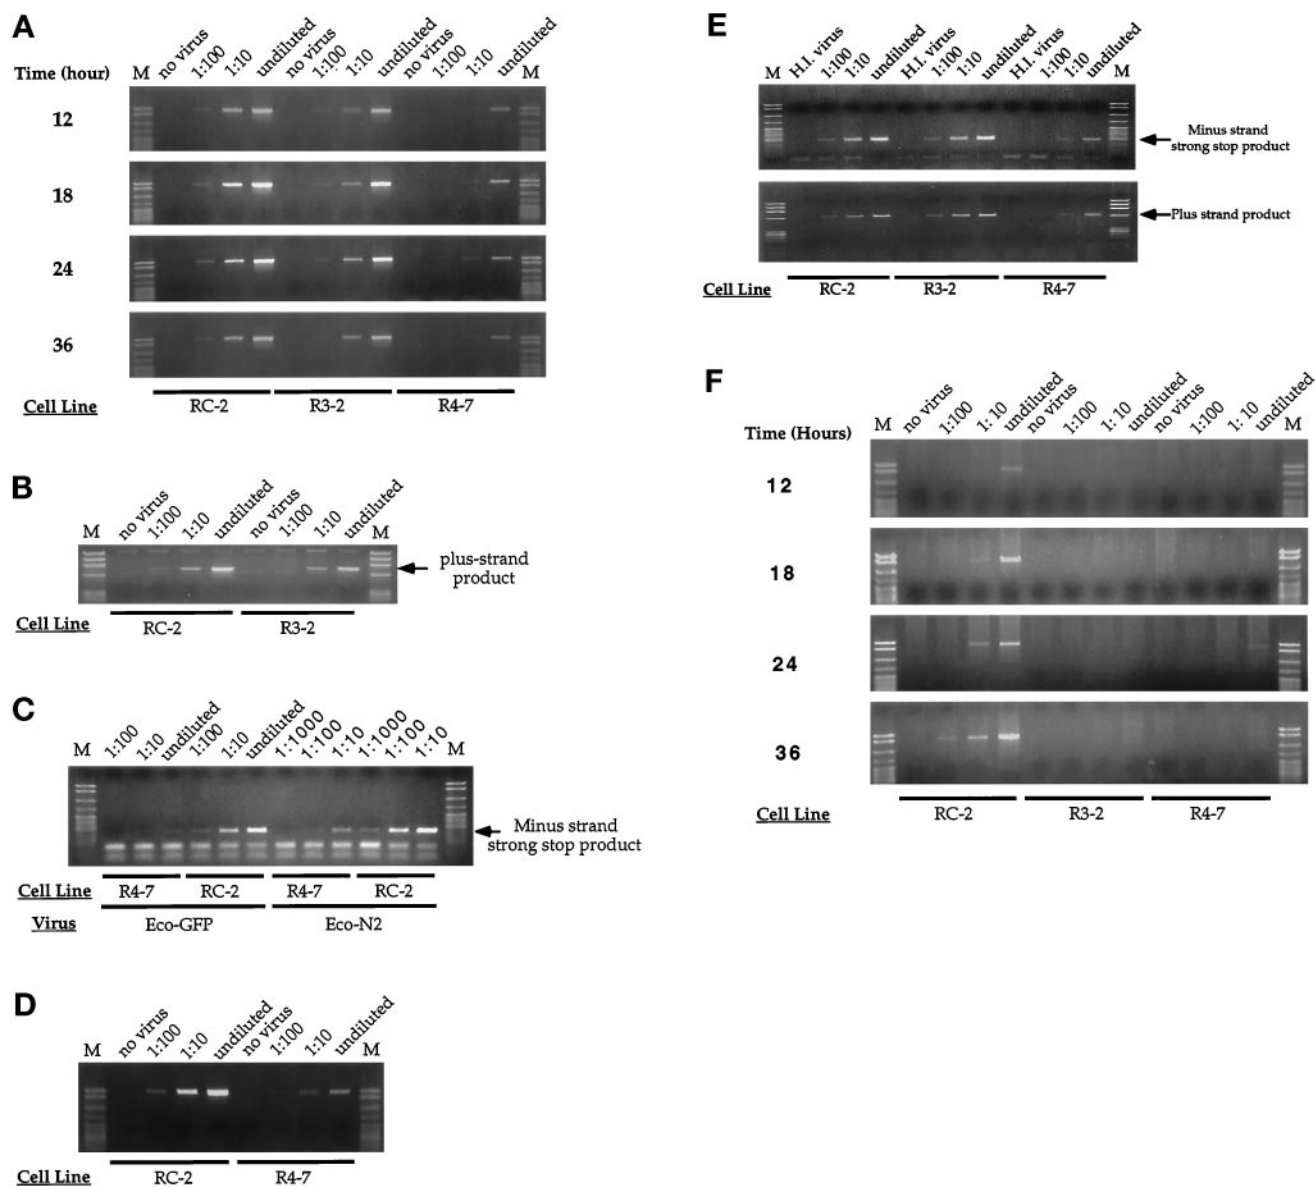 A
Time (hour)
M no virus 1:100 1:10 undiluted no virus 1:100 1:10 undiluted no virus 1:100 1:10 undiluted M
12
18
24
36
Cell Line RC-2 R3-2 R4-7
B
M no virus 1:100 1:10 undiluted no virus 1:100 1:10 undiluted M
plus-strand
product
Cell Line RC-2 R3-2
C
M 1:100 1:10 undiluted 1:100 1:10 undiluted 1:1000 1:100 1:10 1:1000 1:100 1:10 M
Minus strand
strong stop product
Cell Line R4-7 RC-2 R4-7 RC-2
Virus Eco-GFP Eco-N2
D
M no virus 1:100 1:10 undiluted no virus 1:100 1:10 undiluted M
Cell Line RC-2 R4-7
E
M H.I. virus 1:100 1:10 undiluted H.I. virus 1:100 1:10 undiluted H.I. virus 1:100 1:10 undiluted M
Minus strand
strong stop product
Plus strand product
Cell Line RC-2 R3-2 R4-7
F
Time (Hours)
M no virus 1:100 1: 10 undiluted no virus 1:100 1: 10 undiluted no virus 1:100 1: 10 undiluted M
12
18
24
36
Cell Line RC-2 R3-2 R4-7